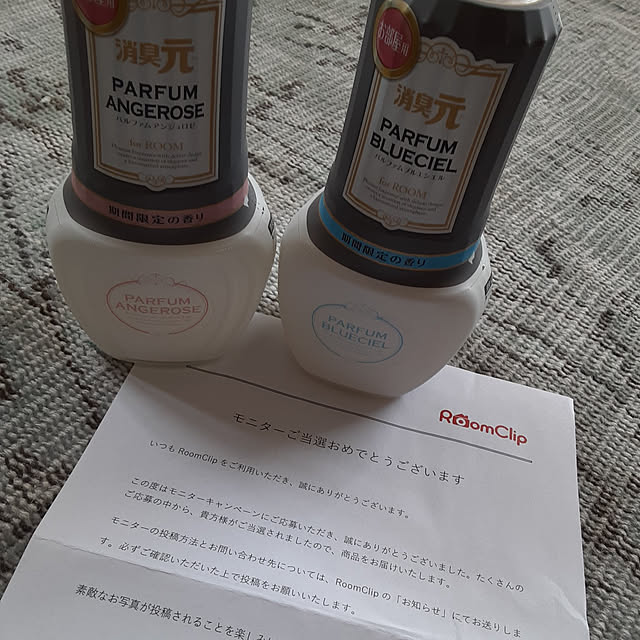 お部屋用
消臭元
PARFUM
ANGEROSE
パルファムアンジュロゼ
for ROOM
期間限定の香り
PARFUM
ANGEROSE
お部屋用
消臭元
PARFUM
BLUECIEL
パルファムブルーシエル
for ROOM
期間限定の香り
PARFUM
BLUECIEL
RoomClip
モニターご当選おめでとうございます
いつも RoomClip をご利用いただき、誠にありがとうございます。
この度はモニターキャンペーンにご応募いただき、誠にありがとうございました。たくさんの
ご応募の中から、貴方様がご当選されましたので、商品をお届けいたします。
モニターの投稿方法とお問い合わせ先については、RoomClip の「お知らせ」にてお送りしま
す。必ずご確認いただいた上で投稿をお願いいたします。
素敵なお写真が投稿されることを楽しみ